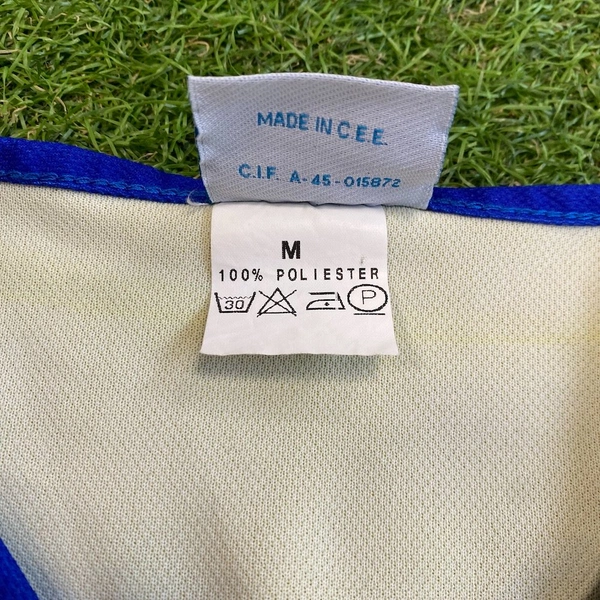 MADE IN C.E.E.
C.I.F. A-45-015872
M
100% POLIESTER
30 P